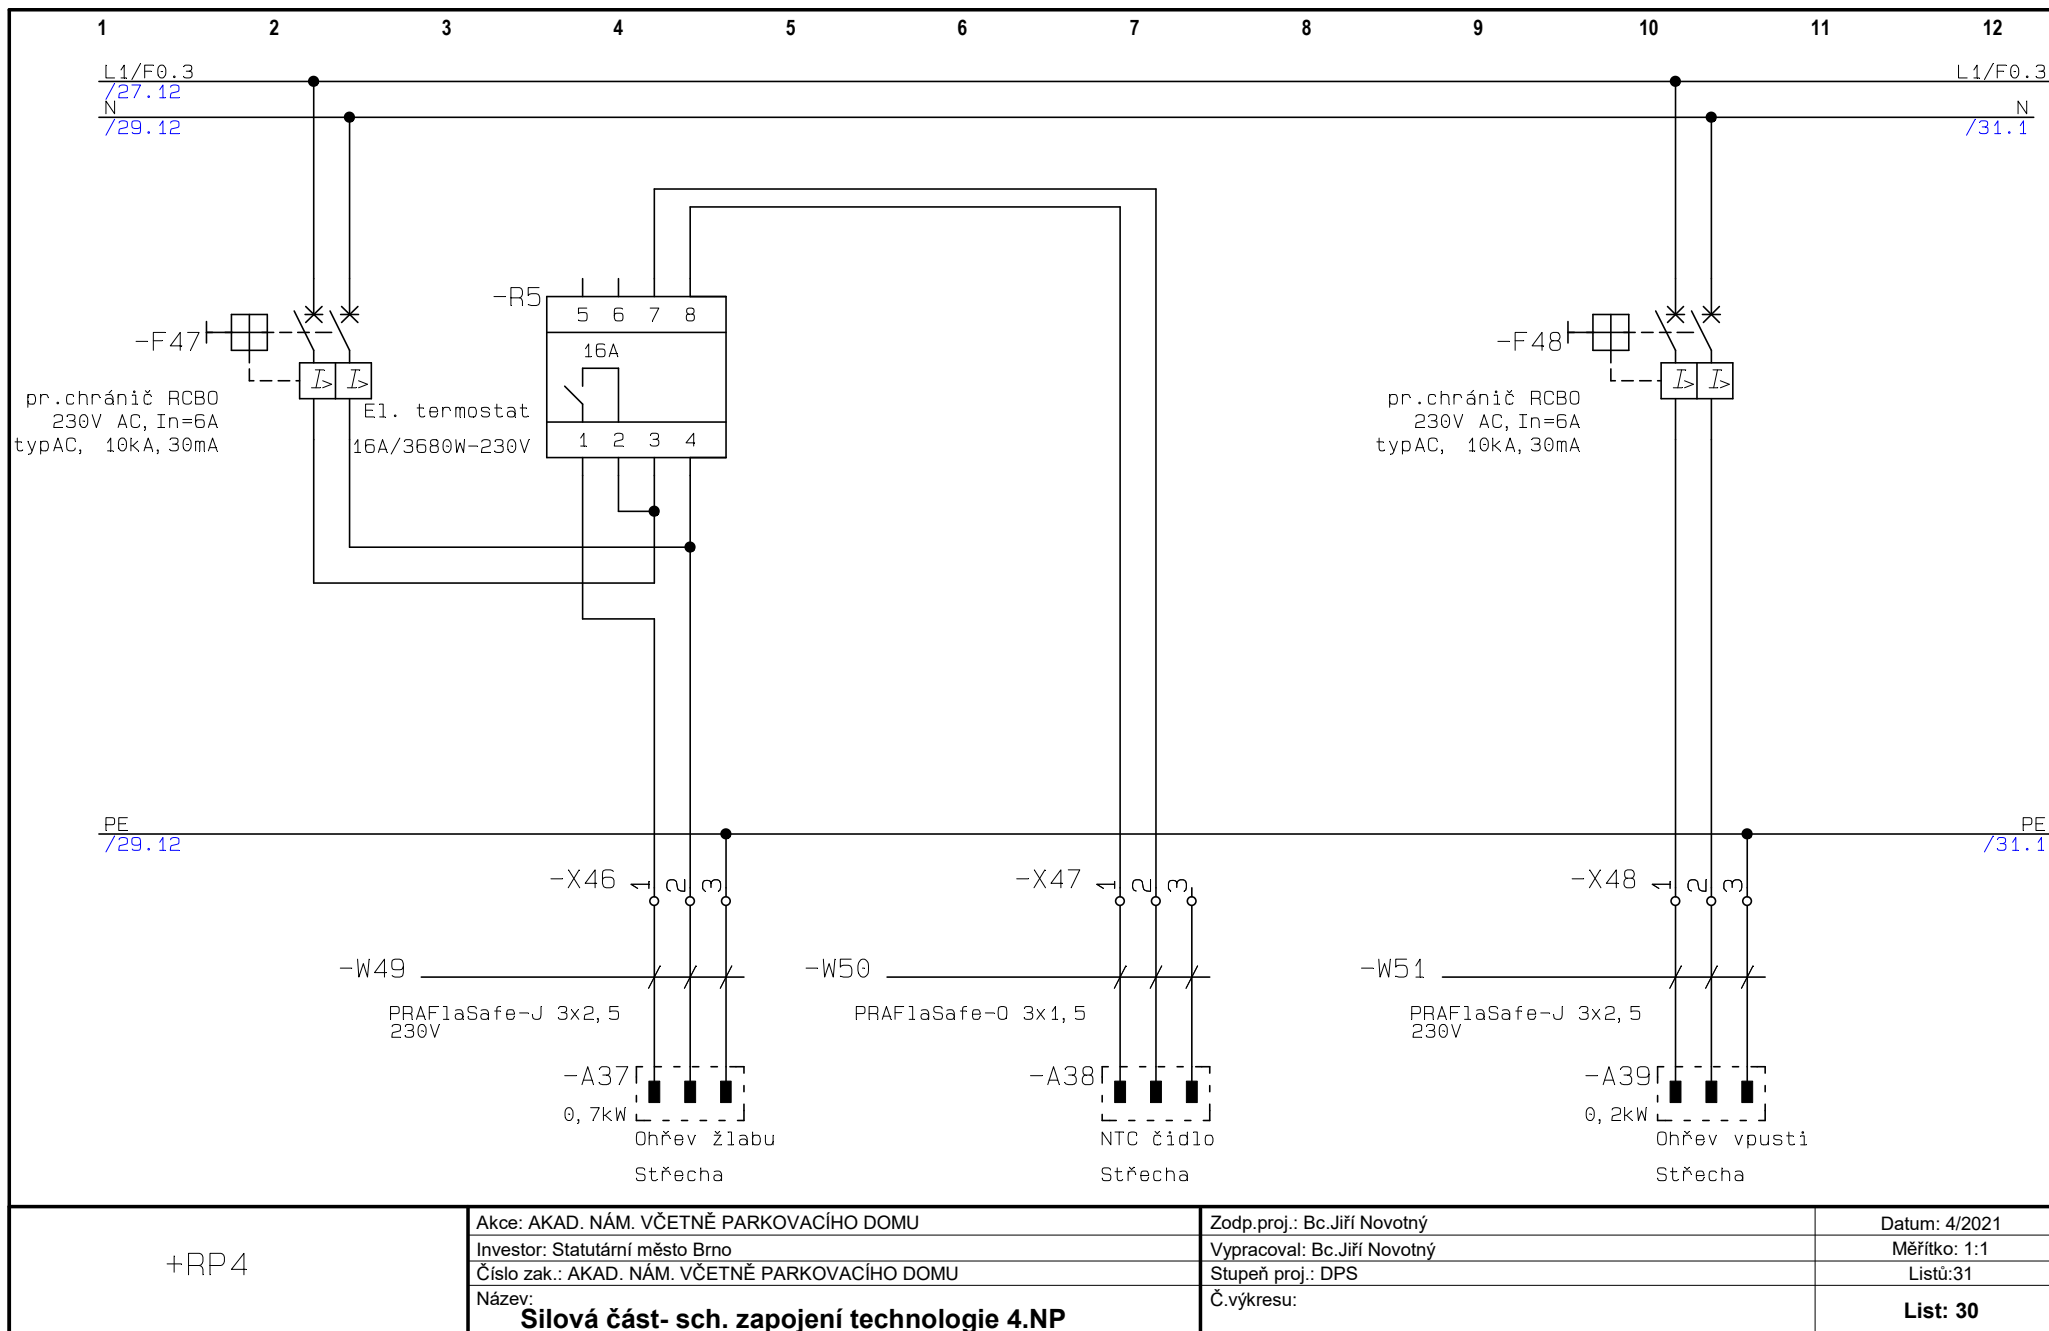 1 2 3 4 5 6 7 8 9 10 11 12
L1/F0.3 L1/F0.3
/27.12
N N
/29.12 /31.1
-R5
5 6 7 8
16A
El. termostat
16A/3680W-230V
1 2 3 4
-F47
pr.chránič RCBO
230V AC, In=6A
typAC, 10kA, 30mA
I> I>
-F48
pr.chránič RCBO
230V AC, In=6A
typAC, 10kA, 30mA
I> I>
PE PE
/29.12 /31.1
-X46 1 2 3
-X47 1 2 3
-X48 1 2 3
-W49
PRAFlaSafe-J 3x2,5
230V
-W50
PRAFlaSafe-O 3x1,5
-W51
PRAFlaSafe-J 3x2,5
230V
-A37
0,7kW
Ohřev žlabu
Střecha
-A38
NTC čidlo
Střecha
-A39
0,2kW
Ohřev vpusti
Střecha
+RP4
Akce: AKAD. NÁM. VČETNĚ PARKOVACÍHO DOMU
Investor: Statutární město Brno
Číslo zak.: AKAD. NÁM. VČETNĚ PARKOVACÍHO DOMU
Název:
Silová část- sch. zapojení technologie 4.NP
Zodp.proj.: Bc.Jiří Novotný
Vypracoval: Bc.Jiří Novotný
Stupeň proj.: DPS
Č.výkresu:
Datum: 4/2021
Měřítko: 1:1
Listů:31
List: 30